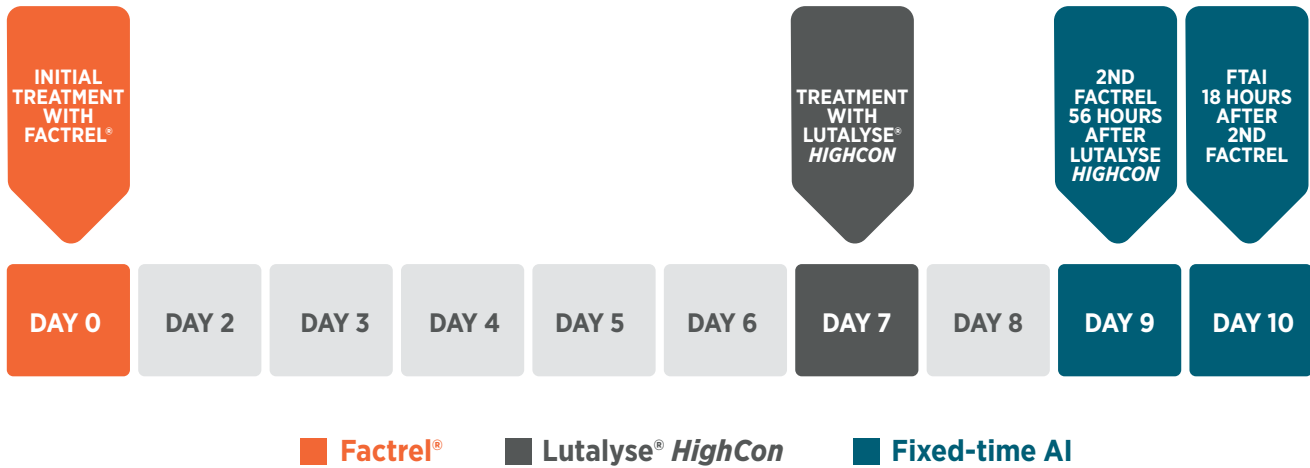 INITIAL
TREATMENT
WITH
FACTREL®
TREATMENT
WITH
LUTALYSE®
HIGHCON
2ND
FACTREL
56 HOURS
AFTER
LUTALYSE
HIGHCON
FTAI
18 HOURS
AFTER
2ND
FACTREL
DAY 0
DAY 2
DAY 3
DAY 4
DAY 5
DAY 6
DAY 7
DAY 8
DAY 9
DAY 10
Factrel®
Lutalyse® HighCon
Fixed-time AI